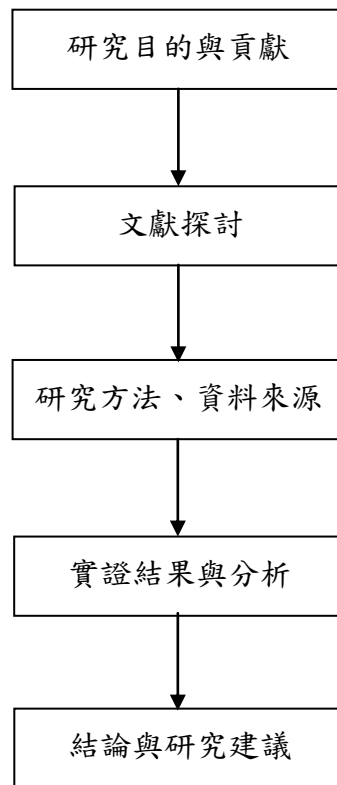 研究目的與貢獻
文獻探討
研究方法、資料來源
實證結果與分析
結論與研究建議